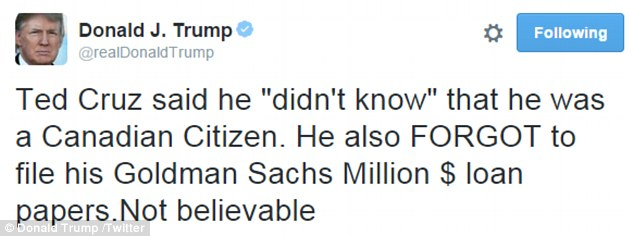 Donald J. Trump
@realDonaldTrump
Following
Ted Cruz said he "didn't know" that he was
a Canadian Citizen. He also FORGOT to
file his Goldman Sachs Million $ loan
papers.Not believable
© Donald Trump /Twitter